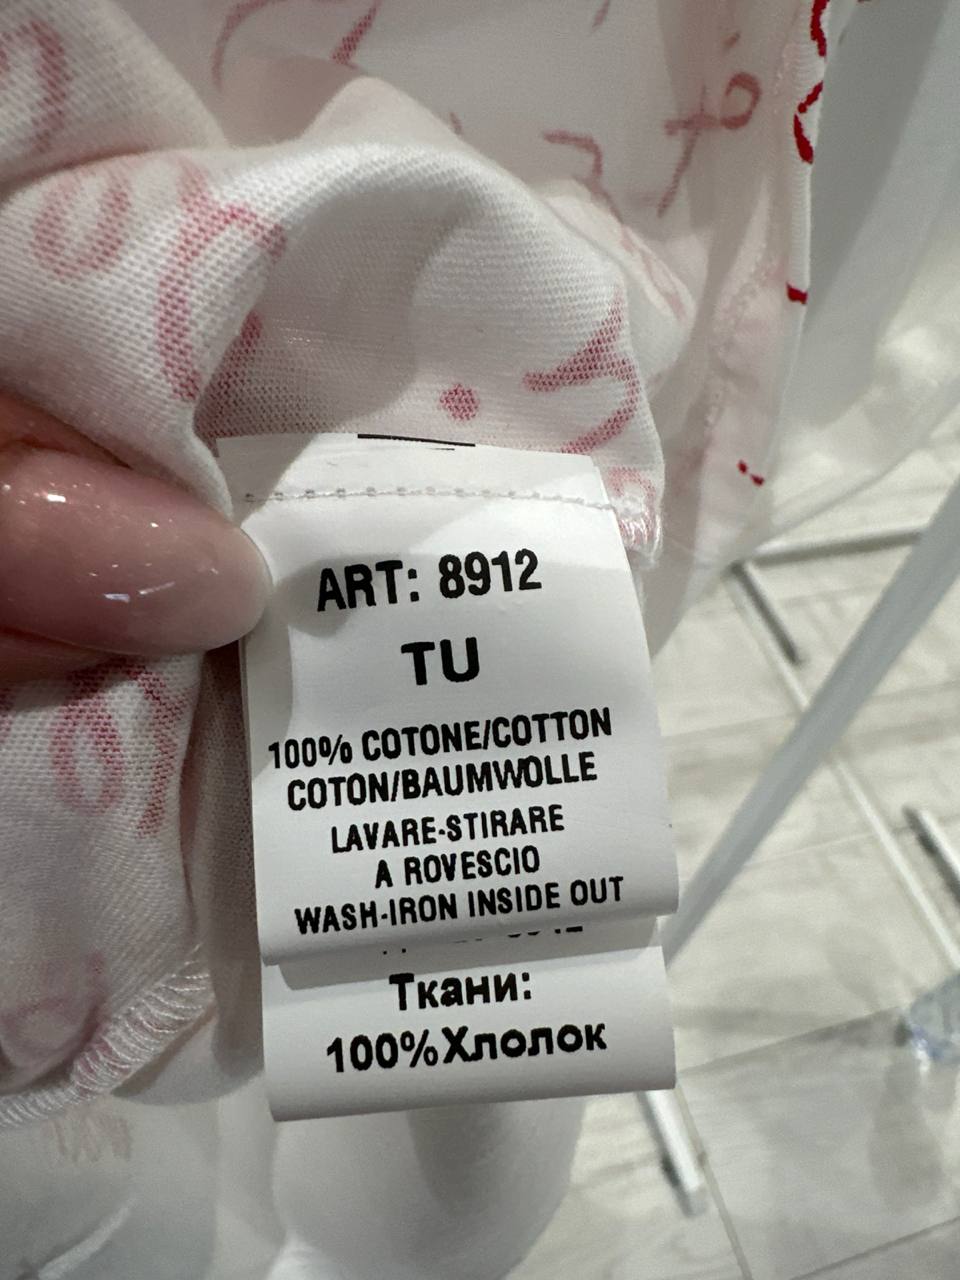 ART: 8912
TU
100% COTONE/COTTON
COTON/BAUMWOLLE
LAVARE-STIRARE
A ROVESCIO
WASH-IRON INSIDE OUT
Ткани:
100%Хлолок